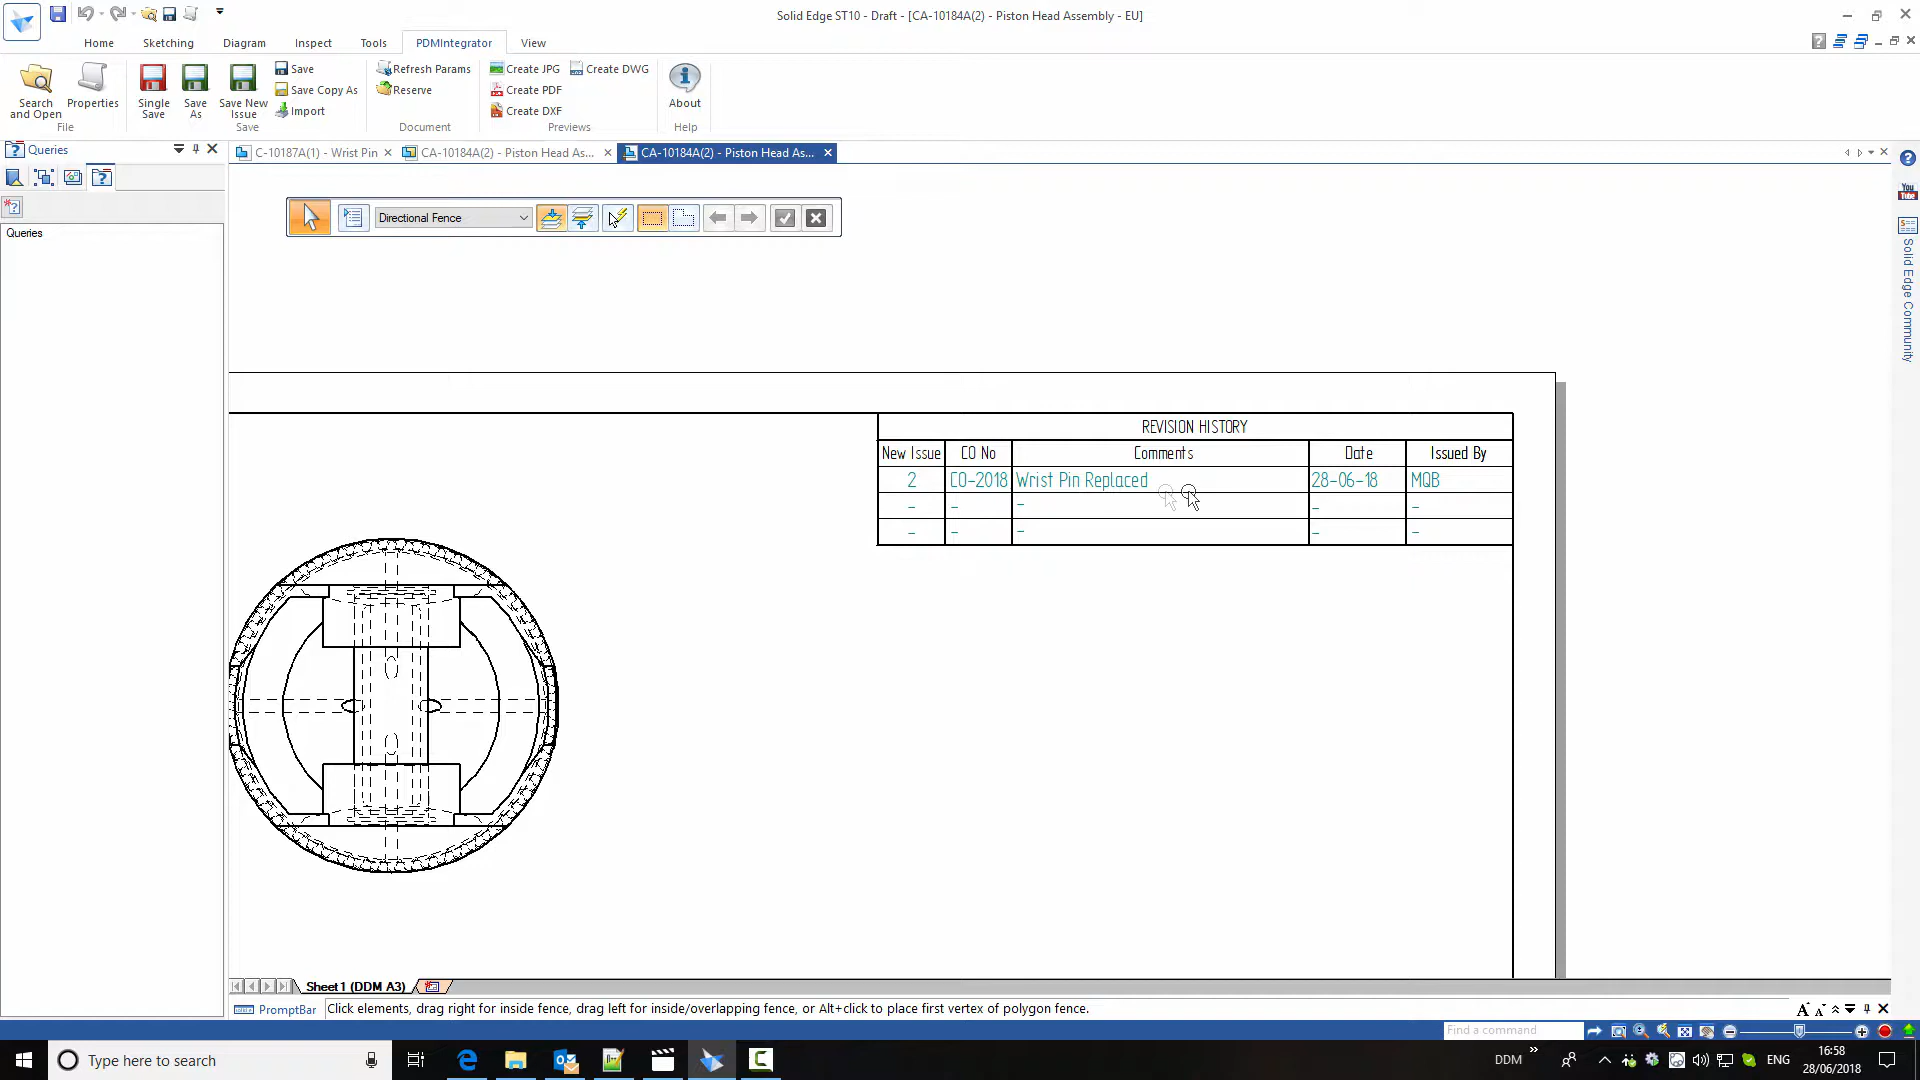 Solid Edge ST10 - Draft - [CA-10184A(2) - Piston Head Assembly - EU]
Home Sketching Diagram Inspect Tools PDMIntegrator View
Search and Open
Properties
File
Single Save
Save As
Save New Issue
Save
Save Copy As
Import
Save
Refresh Params
Reserve
Document
Create JPG
Create DWG
Create PDF
Create DXF
Previews
About
Help
Queries
C-10187A(1) - Wrist Pin
CA-10184A(2) - Piston Head As...
CA-10184A(2) - Piston Head As...
Directional Fence
Queries
You Tube
Solid Edge Community
REVISION HISTORY
New Issue CO No Comments Date Issued By
2 CO-2018 Wrist Pin Replaced 28-06-18 MQB
- - - - -
- - - - -
Sheet1 (DDM A3)
PromptBar Click elements, drag right for inside fence, drag left for inside/overlapping fence, or Alt+click to place first vertex of polygon fence.
Find a command
Type here to search
DDM
ENG
16:58
28/06/2018